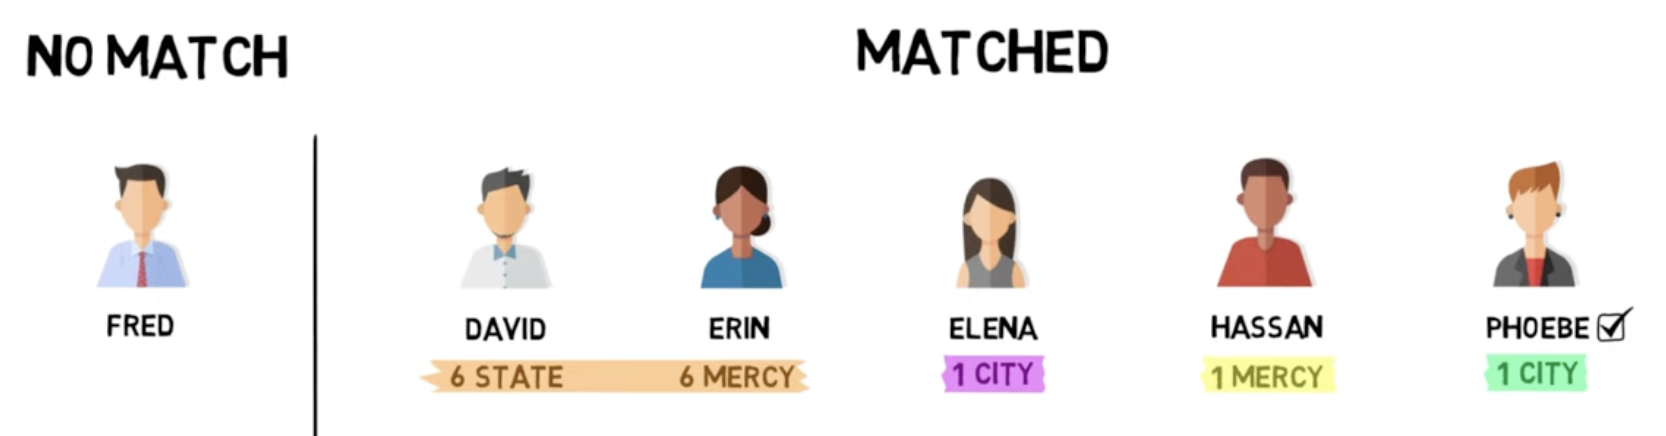 NO MATCH
MATCHED
FRED
DAVID
ERIN
ELENA
HASSAN
PHOEBE
6 STATE
6 MERCY
1 CITY
1 MERCY
1 CITY